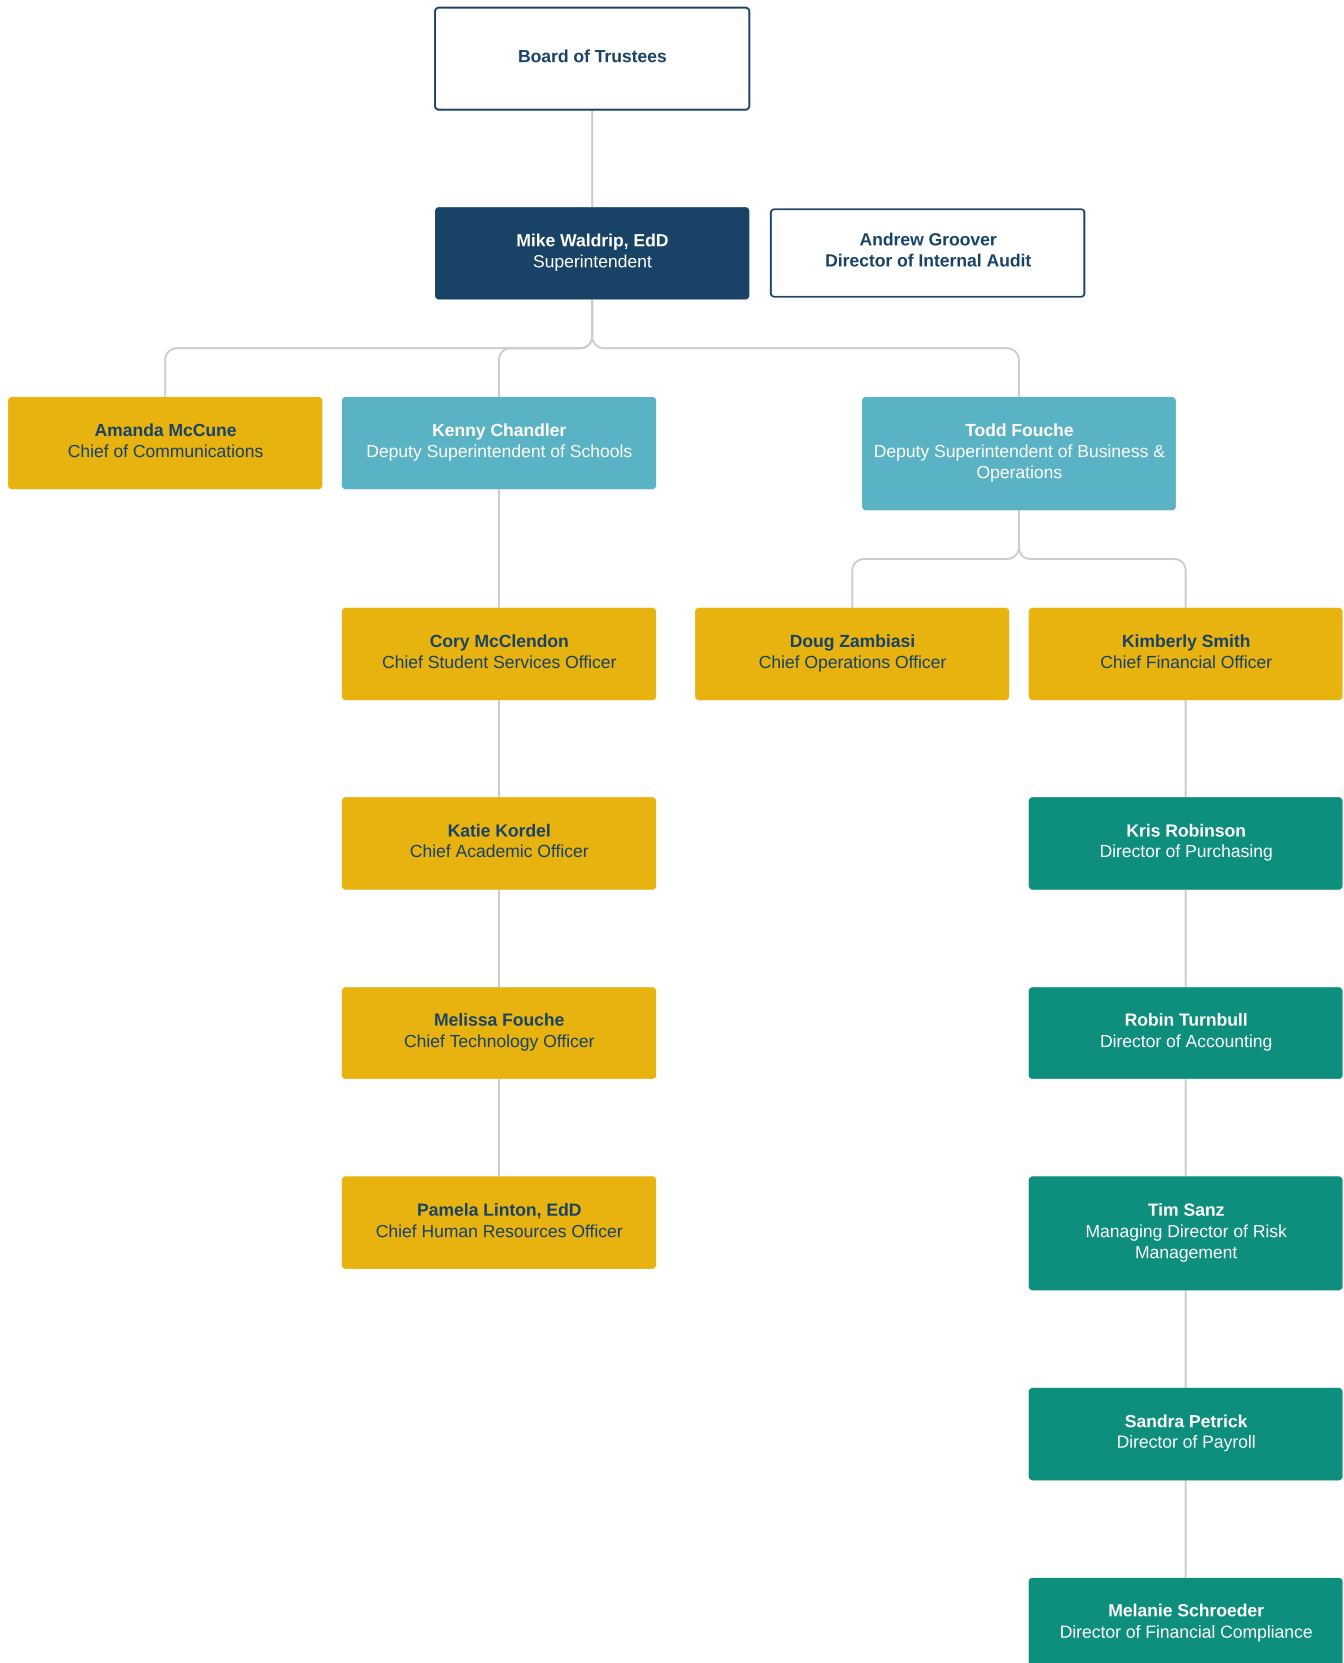 Board of Trustees
Mike Waldrip, EdD
Superintendent
Andrew Groover
Director of Internal Audit
Amanda McCune
Chief of Communications
Kenny Chandler
Deputy Superintendent of Schools
Todd Fouche
Deputy Superintendent of Business &
Operations
Cory McClendon
Chief Student Services Officer
Doug Zambiasi
Chief Operations Officer
Kimberly Smith
Chief Financial Officer
Katie Kordel
Chief Academic Officer
Kris Robinson
Director of Purchasing
Melissa Fouche
Chief Technology Officer
Robin Turnbull
Director of Accounting
Pamela Linton, EdD
Chief Human Resources Officer
Tim Sanz
Managing Director of Risk
Management
Sandra Petrick
Director of Payroll
Melanie Schroeder
Director of Financial Compliance